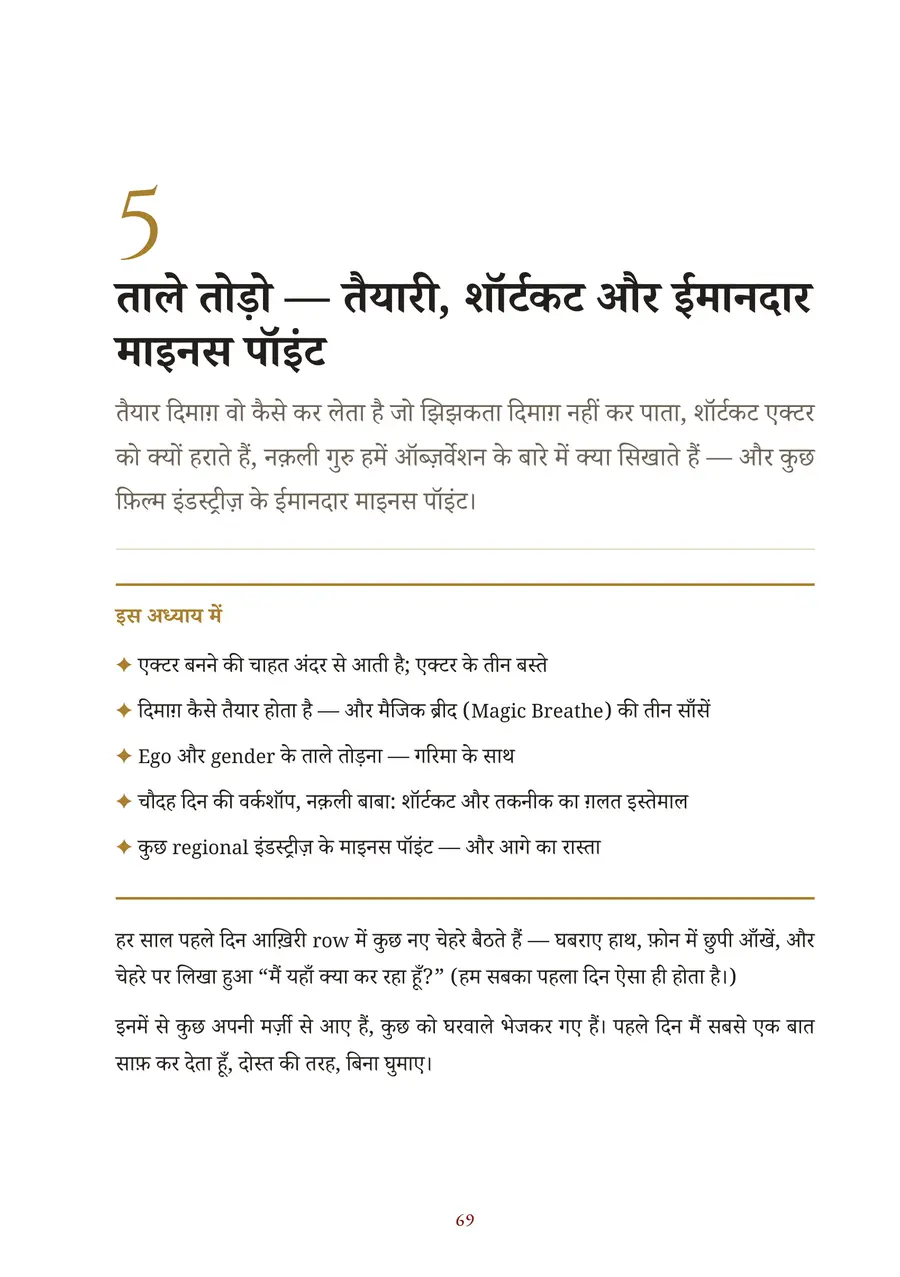 5
ताले तोड़ो — तैयारी, शॉर्टकट और ईमानदार
माइनस पॉइंट
तैयार दिमाग़ वो कैसे कर लेता है जो झिझकता दिमाग़ नहीं कर पाता, शॉर्टकट एक्टर
को क्यों हराते हैं, नक़ली गुरु हमें ऑब्ज़र्वेशन के बारे में क्या सिखाते हैं — और कुछ
फ़िल्म इंडस्ट्रीज़ के ईमानदार माइनस पॉइंट।
इस अध्याय में
✦ एक्टर बनने की चाहत अंदर से आती है; एक्टर के तीन बस्ते
✦ दिमाग़ कैसे तैयार होता है — और मैजिक ब्रीद (Magic Breathe) की तीन साँसें
✦ Ego और gender के ताले तोड़ना — गरिमा के साथ
✦ चौदह दिन की वर्कशॉप, नक़ली बाबा: शॉर्टकट और तकनीक का ग़लत इस्तेमाल
✦ कुछ regional इंडस्ट्रीज़ के माइनस पॉइंट — और आगे का रास्ता
हर साल पहले दिन आख़िरी row में कुछ नए चेहरे बैठते हैं — घबराए हाथ, फ़ोन में छुपी आँखें, और
चेहरे पर लिखा हुआ “मैं यहाँ क्या कर रहा हूँ?” (हम सबका पहला दिन ऐसा ही होता है।)
इनमें से कुछ अपनी मर्ज़ी से आए हैं, कुछ को घरवाले भेजकर गए हैं। पहले दिन मैं सबसे एक बात
साफ़ कर देता हूँ, दोस्त की तरह, बिना घुमाए।
69